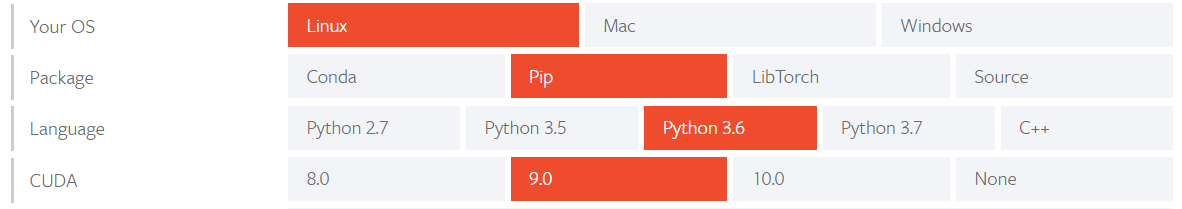 Your OS Linux Mac Windows
Package Conda Pip LibTorch Source
Language Python 2.7 Python 3.5 Python 3.6 Python 3.7 C++
CUDA 8.0 9.0 10.0 None